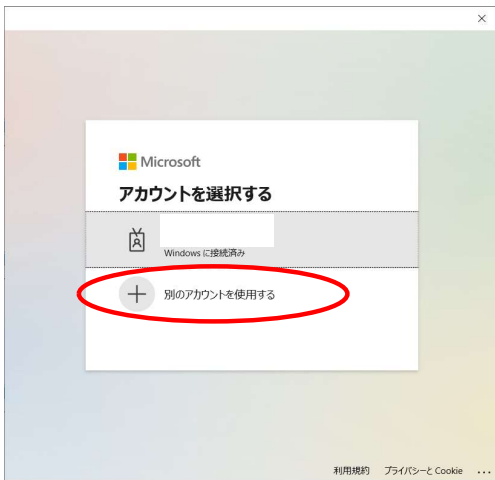 Microsoft
アカウントを選択する
Windows に接続済み
別のアカウントを使用する
利用規約 プライバシーと Cookie ...